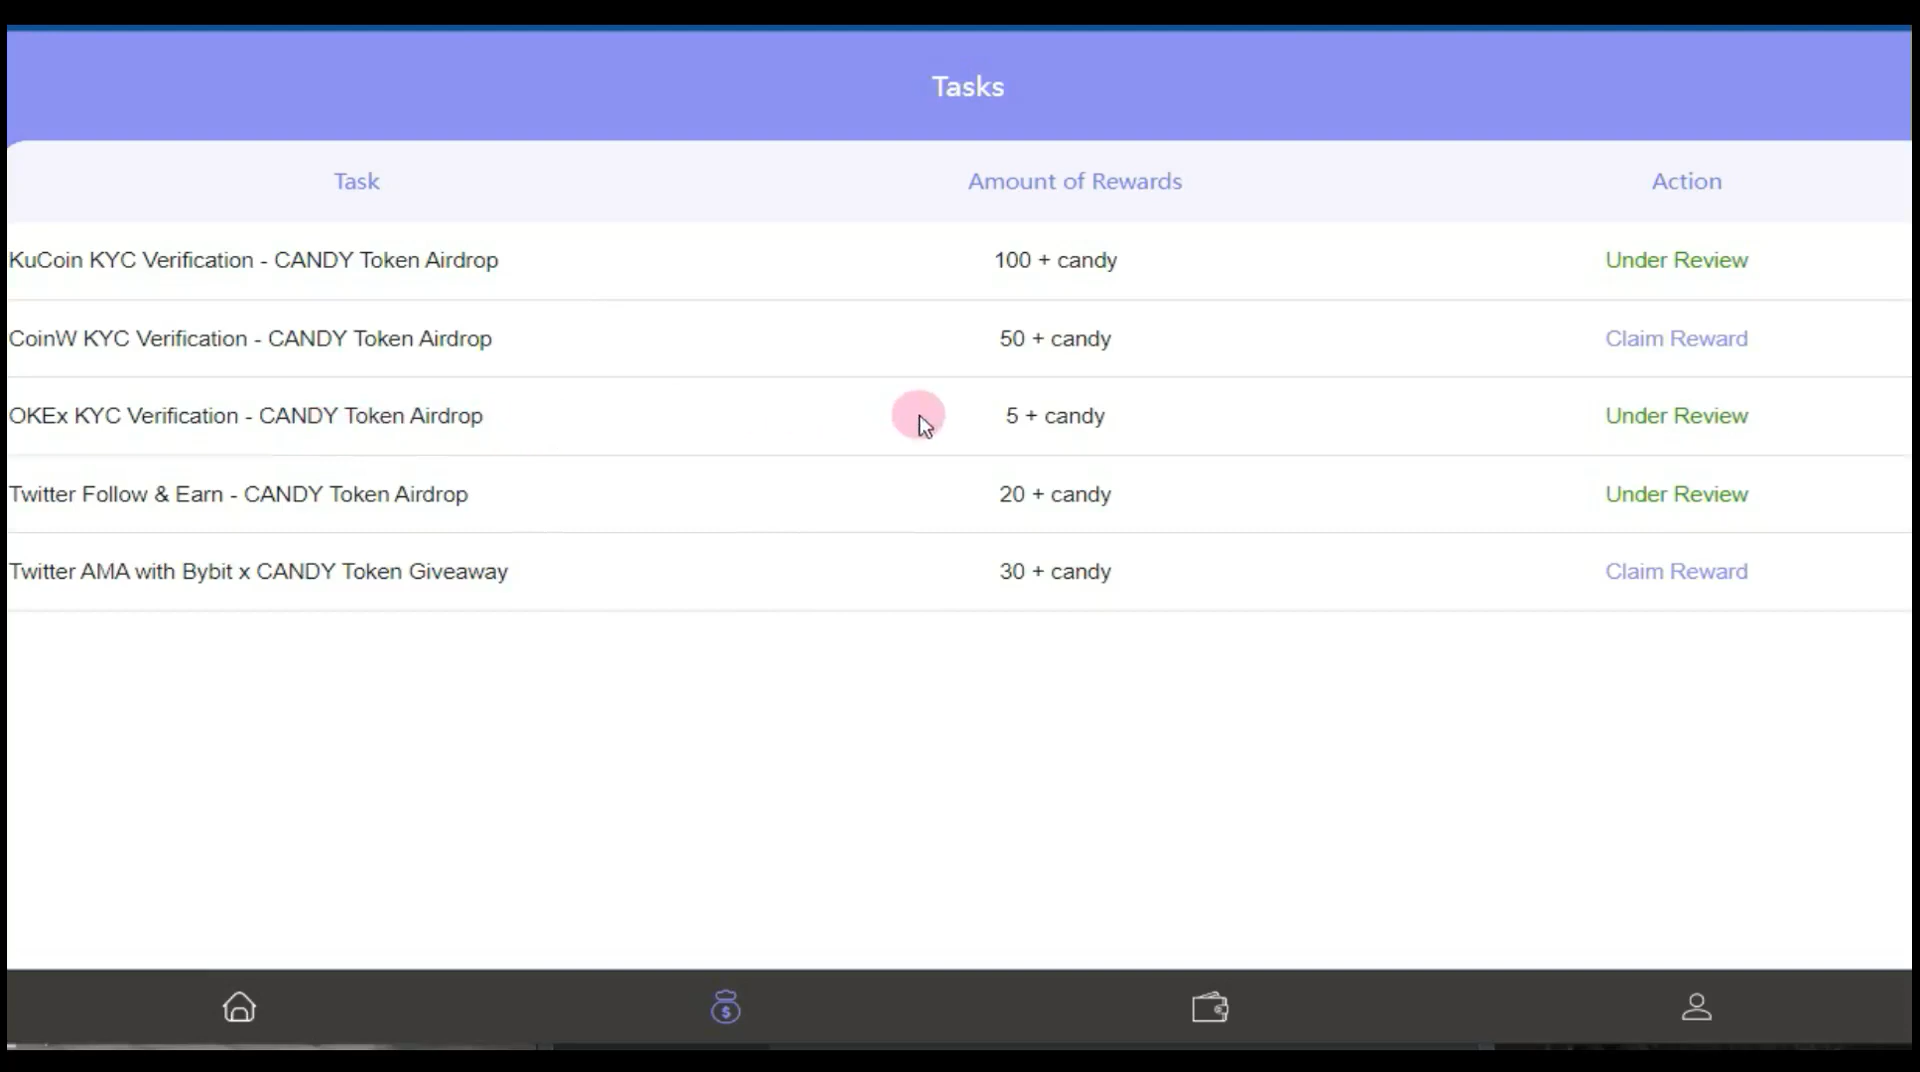 Tasks
Task Amount of Rewards Action
KuCoin KYC Verification - CANDY Token Airdrop 100 + candy Under Review
CoinW KYC Verification - CANDY Token Airdrop 50 + candy Claim Reward
OKEx KYC Verification - CANDY Token Airdrop 5 + candy Under Review
Twitter Follow & Earn - CANDY Token Airdrop 20 + candy Under Review
Twitter AMA with Bybit x CANDY Token Giveaway 30 + candy Claim Reward
$